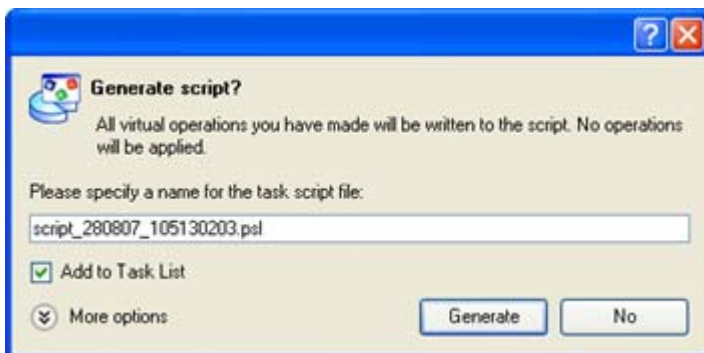 Generate script?
All virtual operations you have made will be written to the script. No operations
will be applied.
Please specify a name for the task script file:
script_280807_105130203.psl
Add to Task List
More options
Generate
No